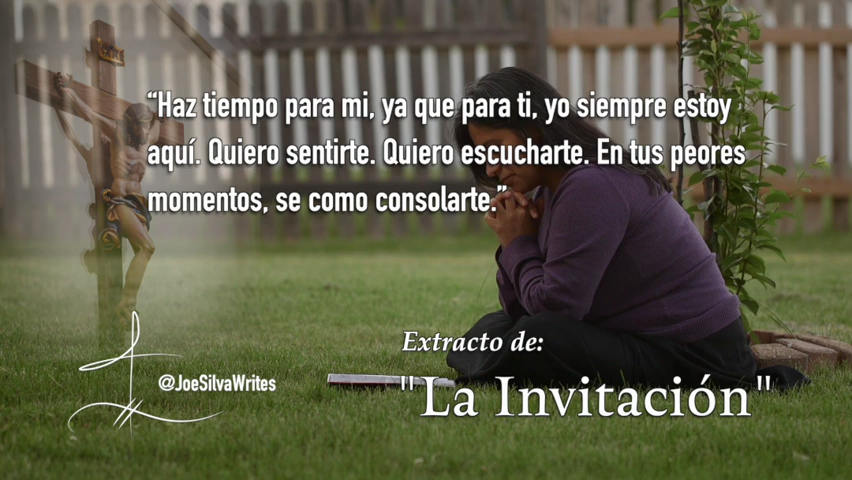 “Haz tiempo para mi, ya que para ti, yo siempre estoy
aquí. Quiero sentirte. Quiero escucharte. En tus peores
momentos, se como consolarte.”
Extracto de:
"La Invitación"
@JoeSilvaWrites